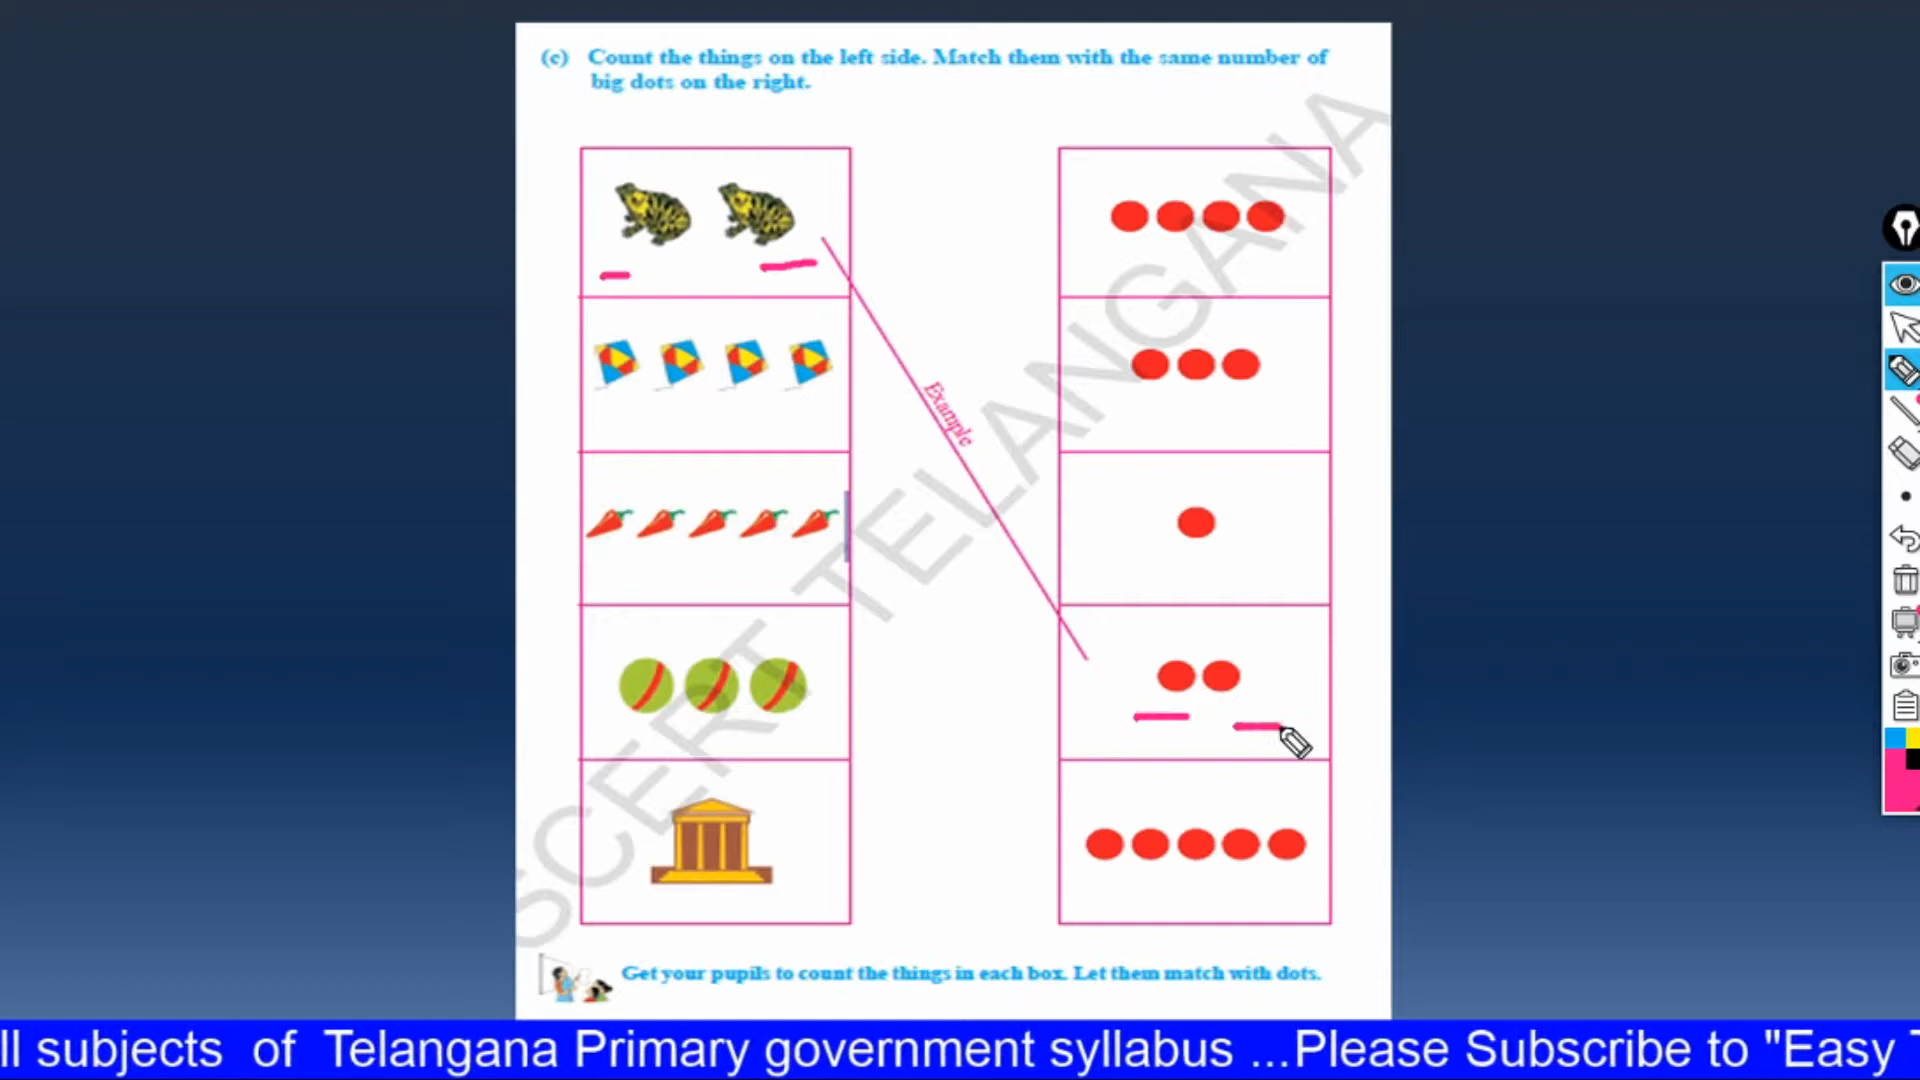 (c) Count the things on the left side. Match them with the same number of
big dots on the right.
Example
SCERT TELANGANA
Get your pupils to count the things in each box. Let them match with dots.
ll subjects of Telangana Primary government syllabus ...Please Subscribe to "Easy